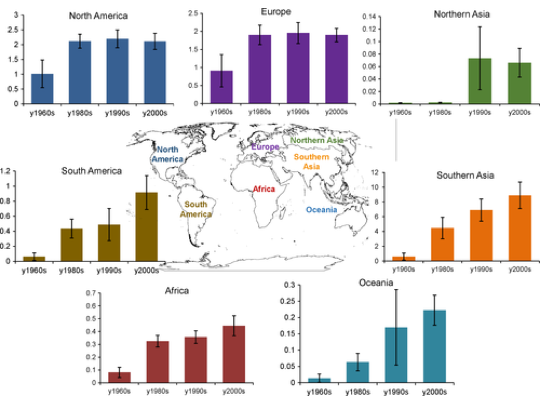 North America
3
2.5
2
1.5
1
0.5
0
y1960s y1980s y1990s y2000s
Europe
3
2.5
2
1.5
1
0.5
0
y1960s y1980s y1990s y2000s
Northern Asia
0.14
0.12
0.1
0.08
0.06
0.04
0.02
0
y1960s y1980s y1990s y2000s
North
America
Europe
Northern Asia
Southern
Asia
Africa
South
America
Oceania
South America
1.2
1
0.8
0.6
0.4
0.2
0
y1960s y1980s y1990s y2000s
Southern Asia
12
10
8
6
4
2
0
y1960s y1980s y1990s y2000s
Africa
0.7
0.6
0.5
0.4
0.3
0.2
0.1
0
y1960s y1980s y1990s y2000s
Oceania
0.3
0.25
0.2
0.15
0.1
0.05
0
y1960s y1980s y1990s y2000s